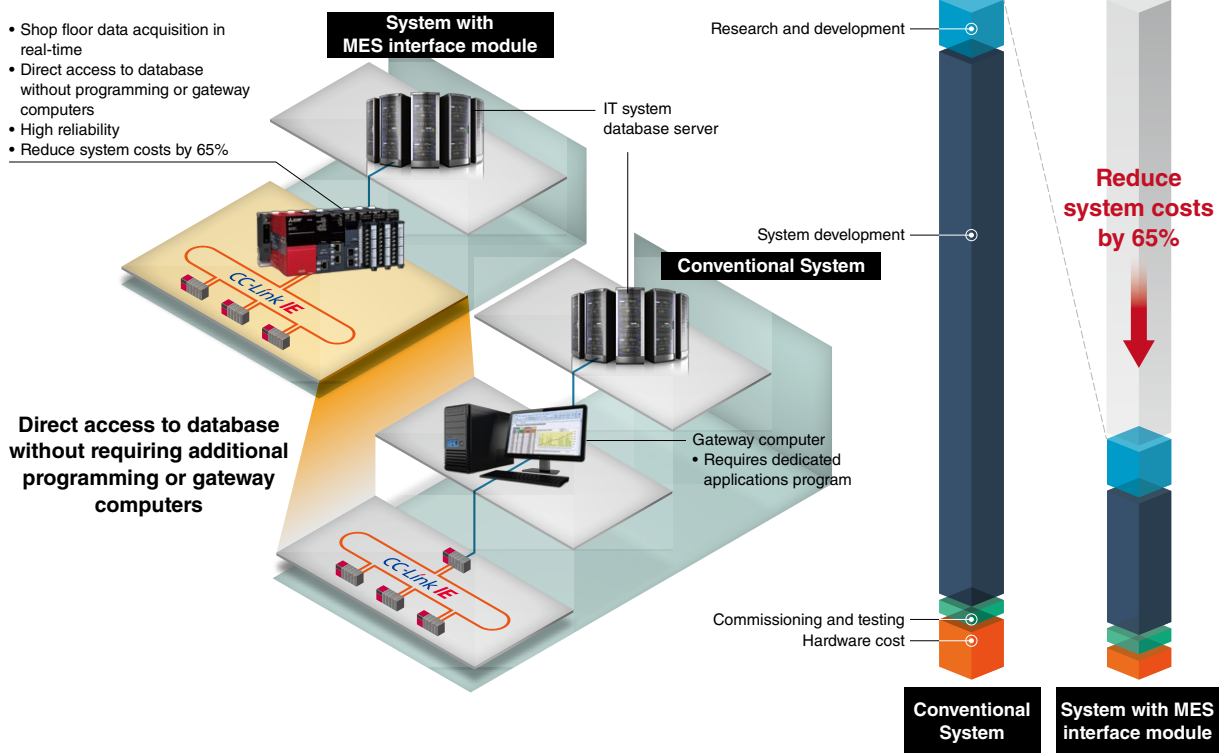 • Shop floor data acquisition in
real-time
• Direct access to database
without programming or gateway
computers
• High reliability
• Reduce system costs by 65%
System with
MES interface module
IT system
database server
CC-Link IE
Conventional System
Direct access to database
without requiring additional
programming or gateway
computers
Gateway computer
• Requires dedicated
applications program
CC-Link IE
Research and development
System development
Commissioning and testing
Hardware cost
Reduce
system costs
by 65%
Conventional
System
System with MES
interface module